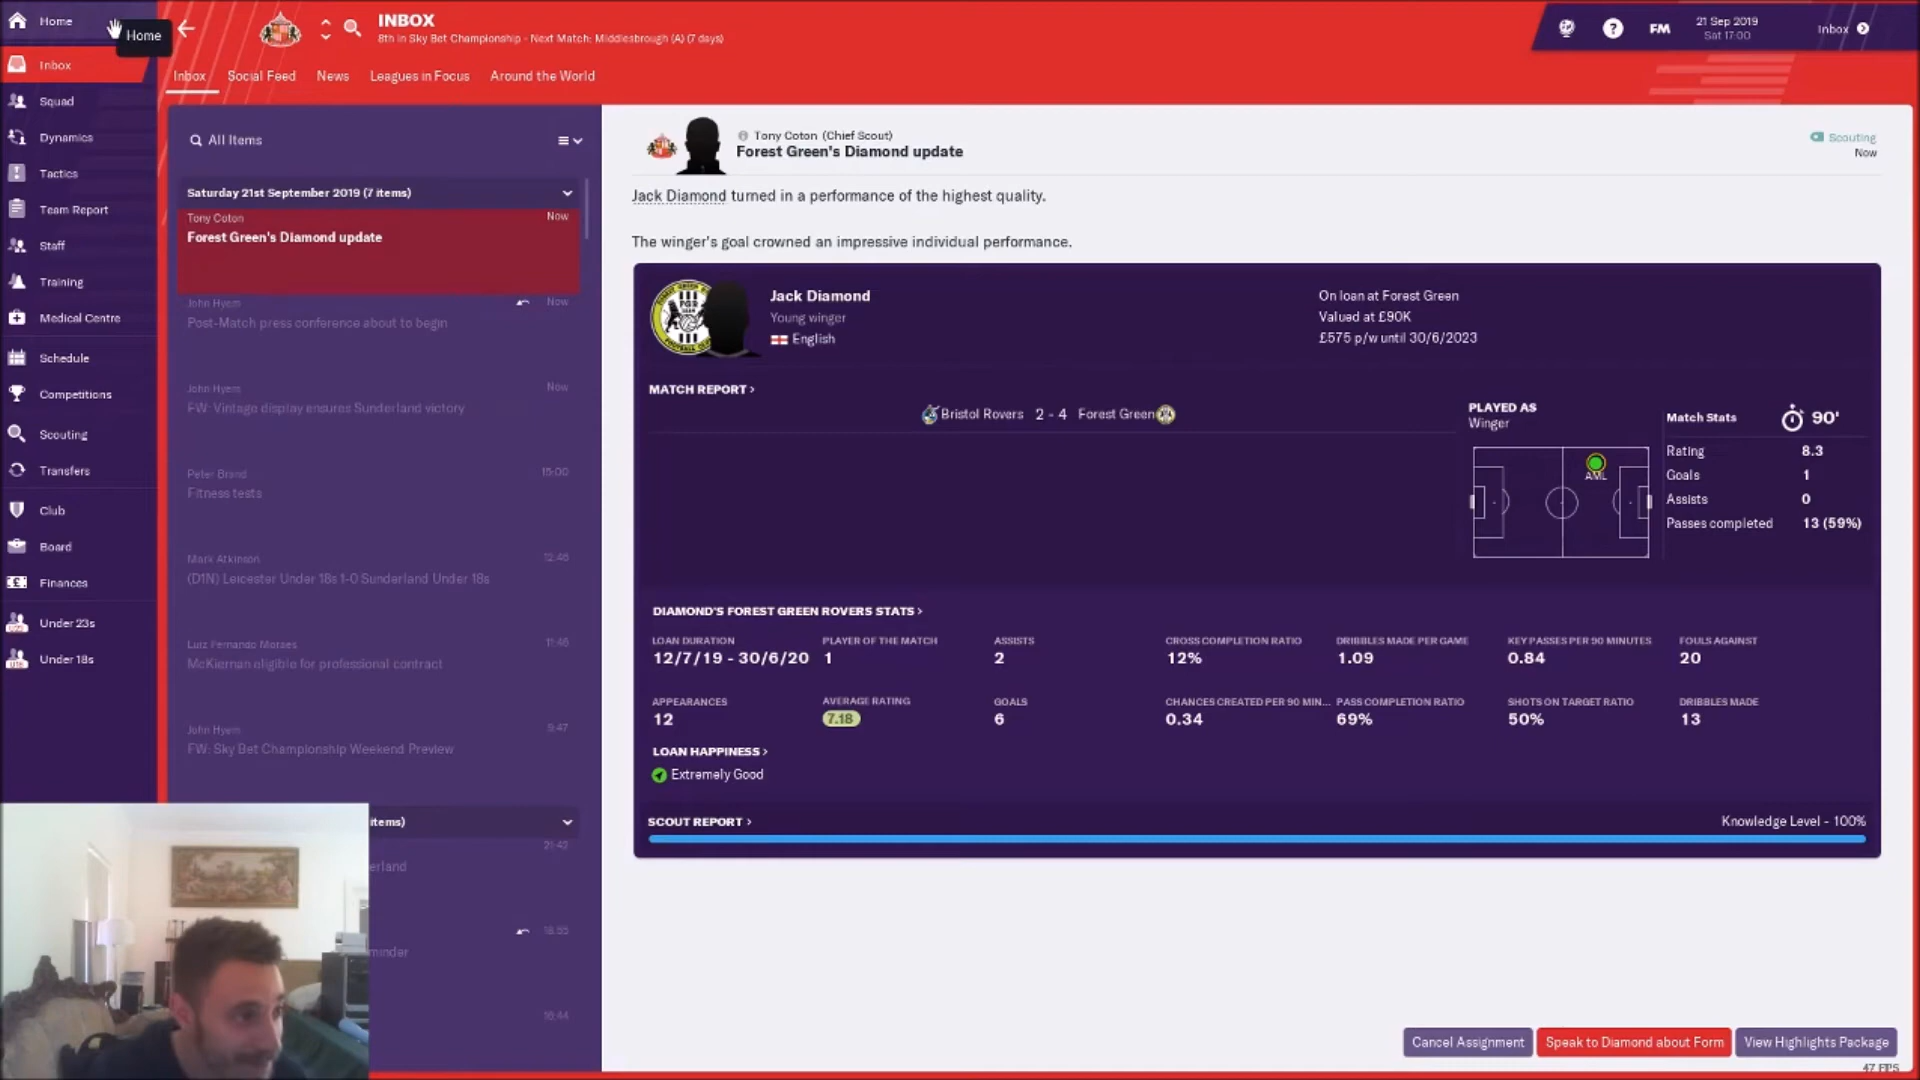 Home
Home
INBOX
8th in Sky Bet Championship - Next Match: Middlesbrough (A) (7 days)
FM
21 Sep 2019
Sat 17:00
Inbox
Inbox
Squad
Dynamics
Tactics
Team Report
Staff
Training
Medical Centre
Schedule
Competitions
Scouting
Transfers
Club
Board
Finances
Under 23s
Under 18s
Inbox
Social Feed
News
Leagues in Focus
Around the World
All Items
Saturday 21st September 2019 (7 items)
Tony Coton
Now
Forest Green's Diamond update
John Hyem
Now
Post-Match press conference about to begin
John Hyem
Now
FW: Vintage display ensures Sunderland victory
Peter Brand
15:00
Fitness tests
Mark Atkinson
12:46
(D1N) Leicester Under 18s 1-0 Sunderland Under 18s
Luiz Fernando Moraes
11:46
McKiernan eligible for professional contract
John Hyem
9:47
FW: Sky Bet Championship Weekend Preview
items)
21:42
erland
18:55
minder
16:44
Tony Coton (Chief Scout)
Forest Green's Diamond update
Scouting
Now
Jack Diamond turned in a performance of the highest quality.
The winger's goal crowned an impressive individual performance.
Jack Diamond
Young winger
English
On loan at Forest Green
Valued at £90K
£575 p/w until 30/6/2023
MATCH REPORT >
Bristol Rovers 2 - 4 Forest Green
PLAYED AS
Winger
AML
Match Stats 90'
Rating 8.3
Goals 1
Assists 0
Passes completed 13 (59%)
DIAMOND'S FOREST GREEN ROVERS STATS >
LOAN DURATION
12/7/19 - 30/6/20
PLAYER OF THE MATCH
1
ASSISTS
2
CROSS COMPLETION RATIO
12%
DRIBBLES MADE PER GAME
1.09
KEY PASSES PER 90 MINUTES
0.84
FOULS AGAINST
20
APPEARANCES
12
AVERAGE RATING
7.18
GOALS
6
CHANCES CREATED PER 90 MIN...
0.34
PASS COMPLETION RATIO
69%
SHOTS ON TARGET RATIO
50%
DRIBBLES MADE
13
LOAN HAPPINESS >
Extremely Good
SCOUT REPORT >
Knowledge Level - 100%
Cancel Assignment
Speak to Diamond about Form
View Highlights Package
47 FPS